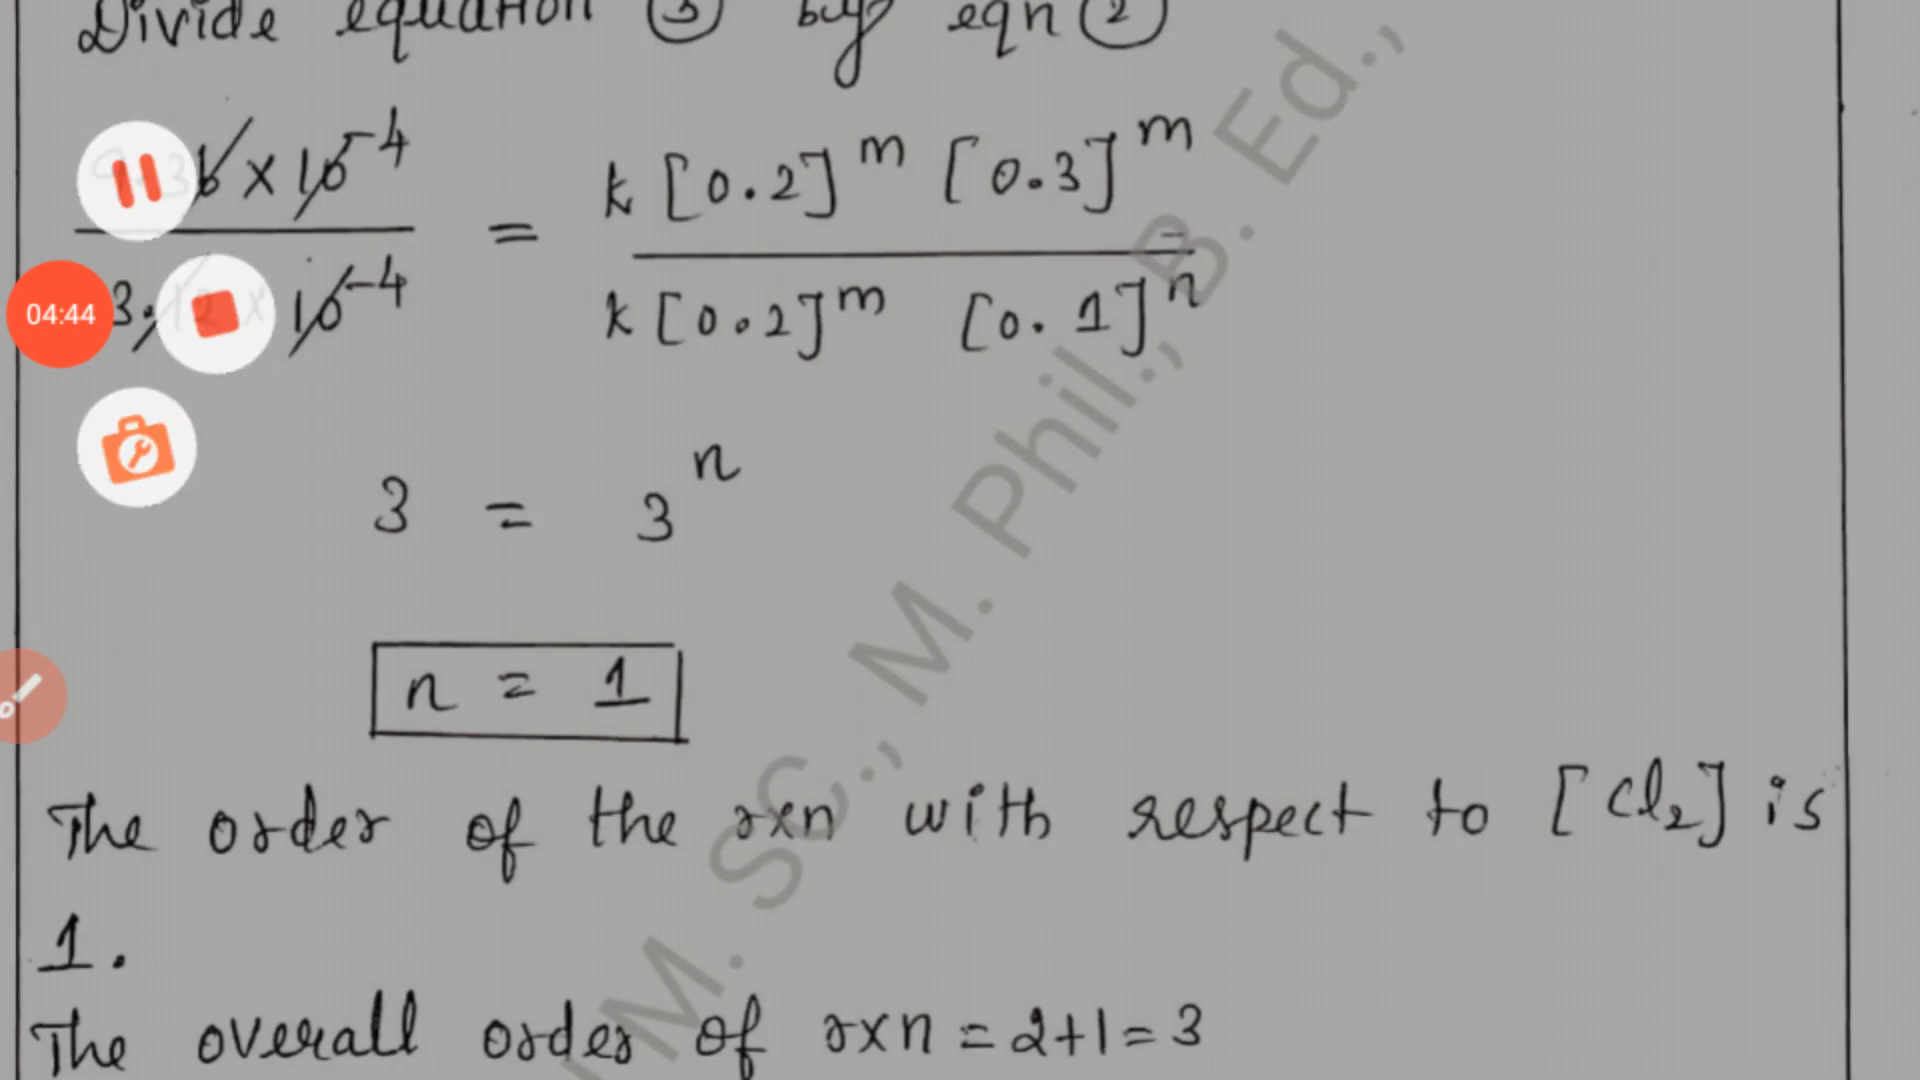 Divide equation ③ by eqn ②
6 x 10⁻⁴ = k [0.2]ᵐ [0.3]ᵐ
3. x 10⁻⁴ k [0.2]ᵐ [0.1]ⁿ
04:44
3 = 3ⁿ
n = 1
The order of the rxn with respect to [Cl₂] is
1.
The overall order of rxn = 2+1=3
M. SC., M. Phil., B. Ed.,